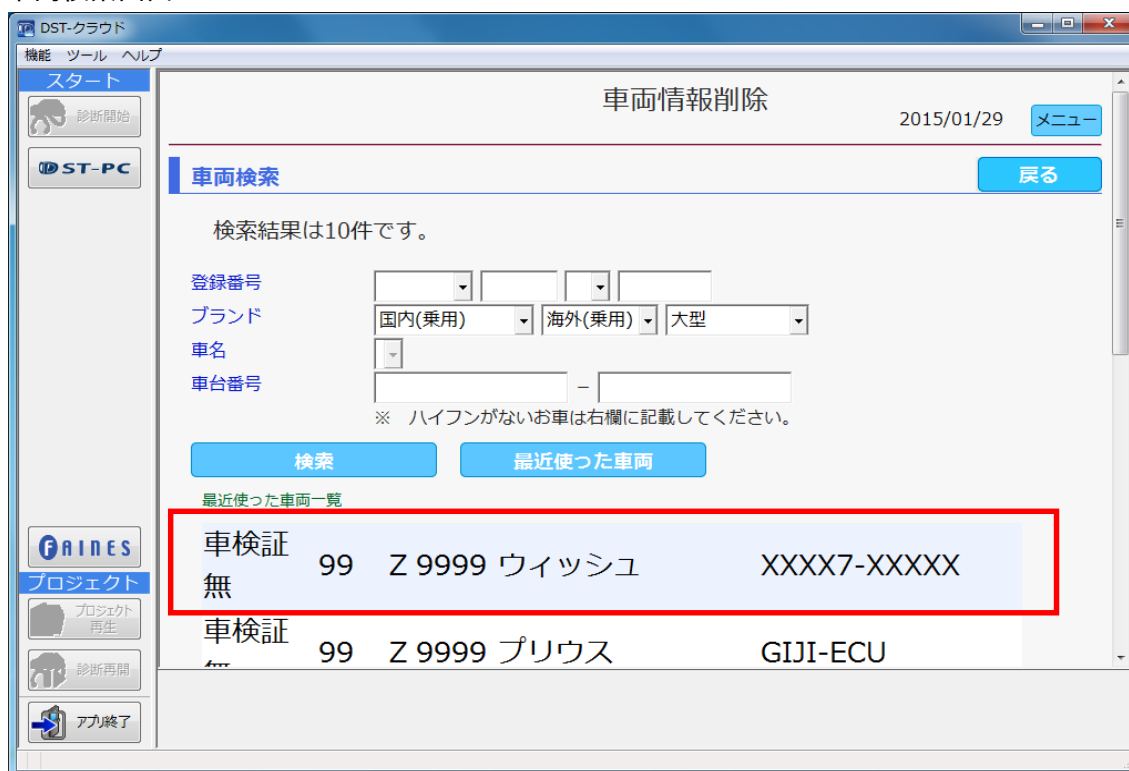 DST-クラウド
機能 ツール ヘルプ
スタート
診断開始
DST-PC
車両情報削除
2015/01/29
メニュー
車両検索
戻る
検索結果は10件です。
登録番号
ブランド 国内(乗用) 海外(乗用) 大型
車名
車台番号 –
※ ハイフンがないお車は右欄に記載してください。
検索 最近使った車両
最近使った車両一覧
車検証
無 99 Z 9999 ウィッシュ XXXX7-XXXXX
車検証
99 Z 9999 プリウス GIJI-ECU
FAINES
プロジェクト
プロジェクト
再生
診断再開
アプリ終了